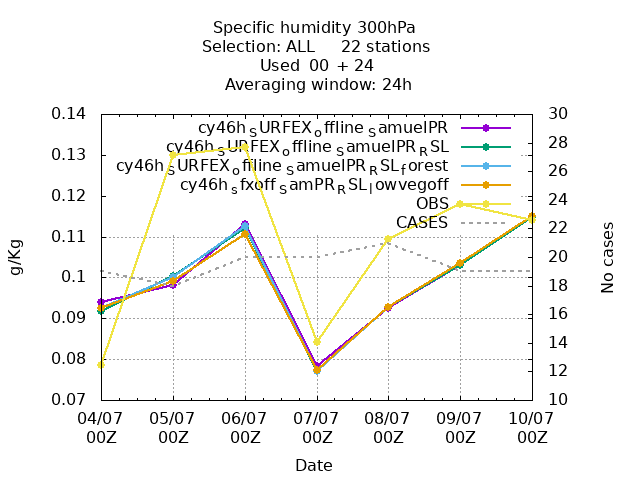 Specific humidity 300hPa
Selection: ALL 22 stations
Used 00 + 24
Averaging window: 24h
0.14
0.13
0.12
0.11
0.1
0.09
0.08
0.07
g/Kg
30
28
26
24
22
20
18
16
14
12
10
No cases
cy46h_SURFEX_offline_SamuelPR
cy46h_SURFEX_offline_SamuelPR_RSL
cy46h_SURFEX_offiline_SamuelPR_RSL_forest
cy46h_sfxoff_SamPR_RSL_lowvegoff
OBS
CASES
04/07 05/07 06/07 07/07 08/07 09/07 10/07
00Z 00Z 00Z 00Z 00Z 00Z 00Z
Date